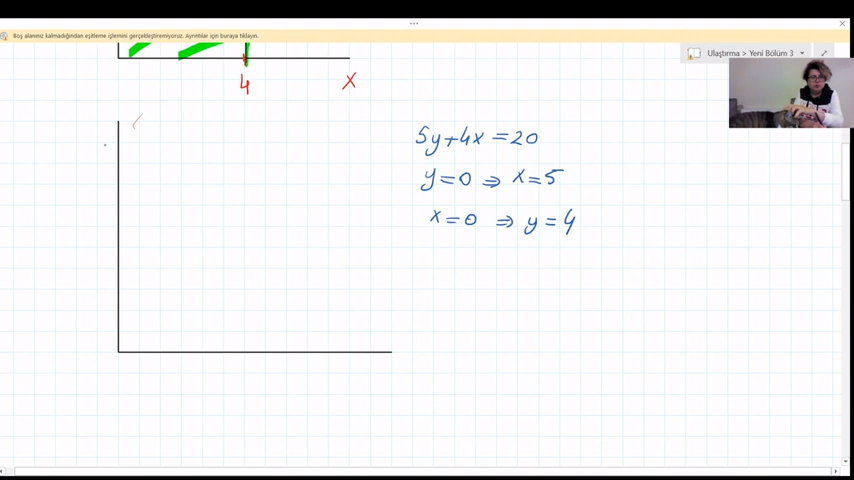 Boş alanınız kalmadığından eşitleme işlemini gerçekleştiremiyoruz. Ayrıntılar için buraya tıklayın.
Ulaştırma > Yeni Bölüm 3
4
x
5y+4x=20
y=0 ⇒ x=5
x=0 ⇒ y=4